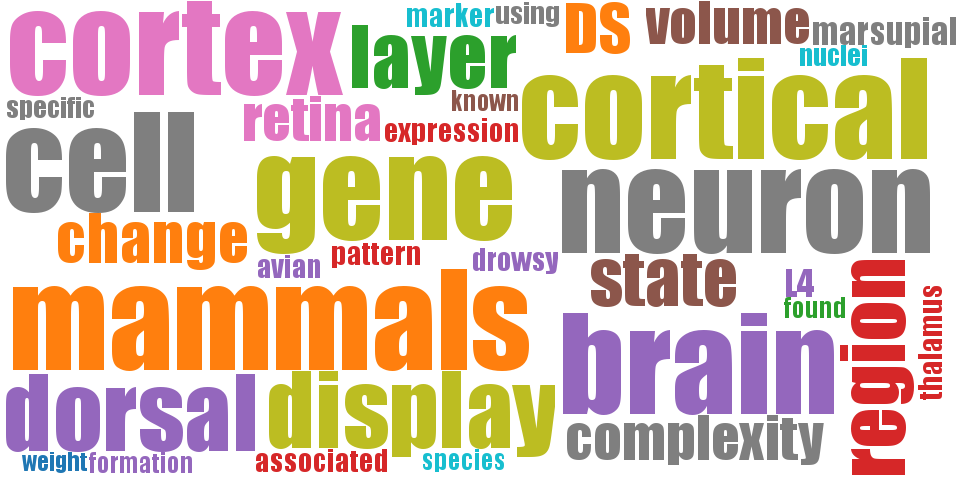 cortex
marker
using
DS
volume
marsupial
layer
nuclei
specific
retina
known
expression
cortical
cell
gene
neuron
change
pattern
avian
drowsy
state
L4
found
region
thalamus
mammals
brain
dorsal
display
complexity
weight
formation
associated
species